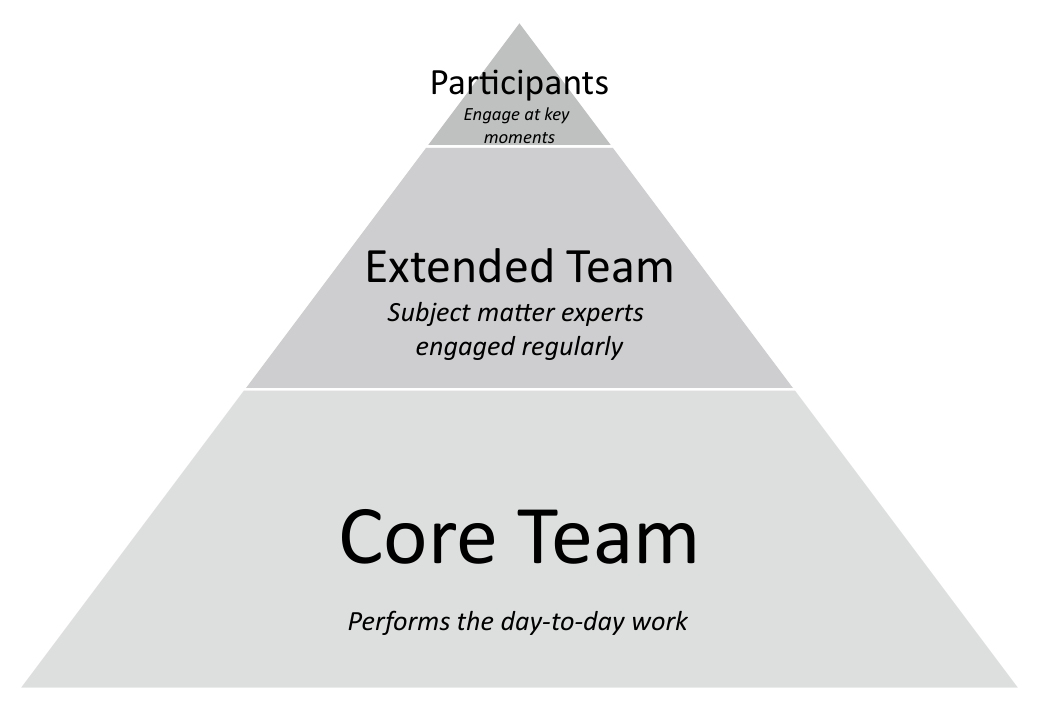 Participants
Engage at key
moments
Extended Team
Subject matter experts
engaged regularly
Core Team
Performs the day-to-day work